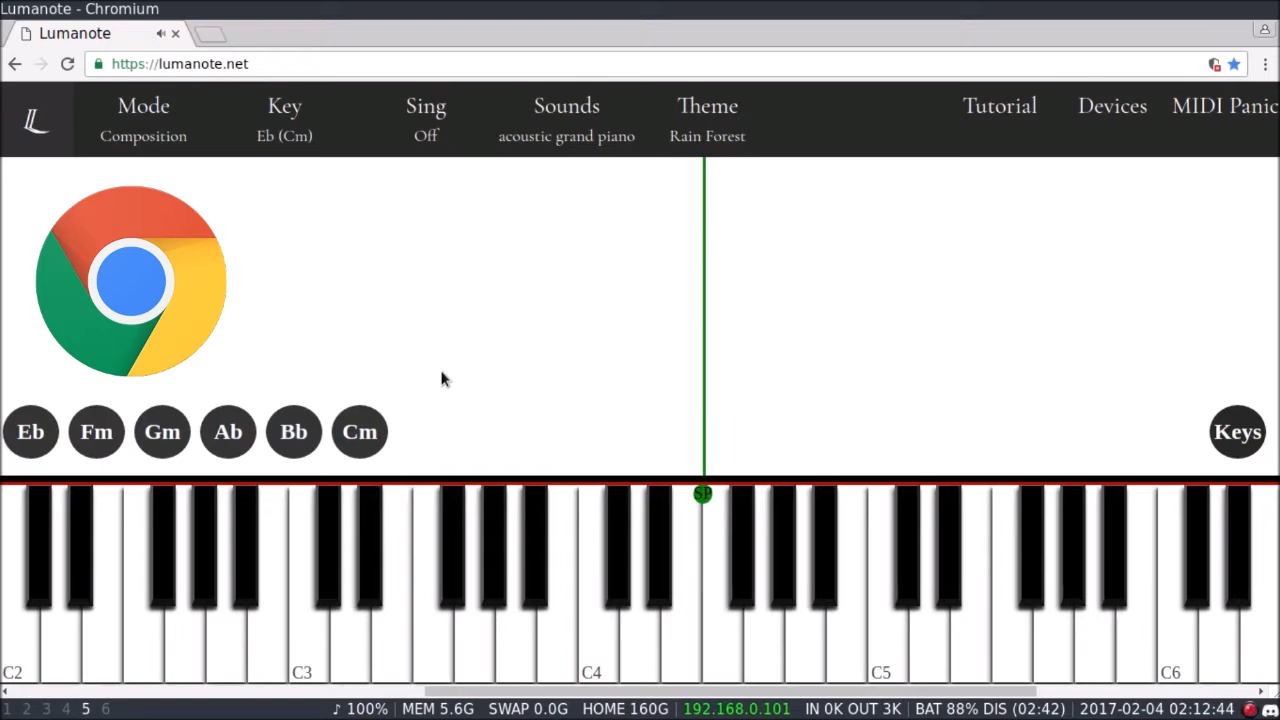 Lumanote - Chromium
Lumanote
https://lumanote.net
Mode Key Sing Sounds Theme Tutorial Devices MIDI Panic
Composition Eb (Cm) Off acoustic grand piano Rain Forest
Eb Fm Gm Ab Bb Cm Keys
SP
C2 C3 C4 C5 C6
1 2 3 4 5 6 ♪ 100% | MEM 5.6G SWAP 0.0G HOME 160G | 192.168.0.101 | IN 0K OUT 3K | BAT 88% DIS (02:42) | 2017-02-04 02:12:44